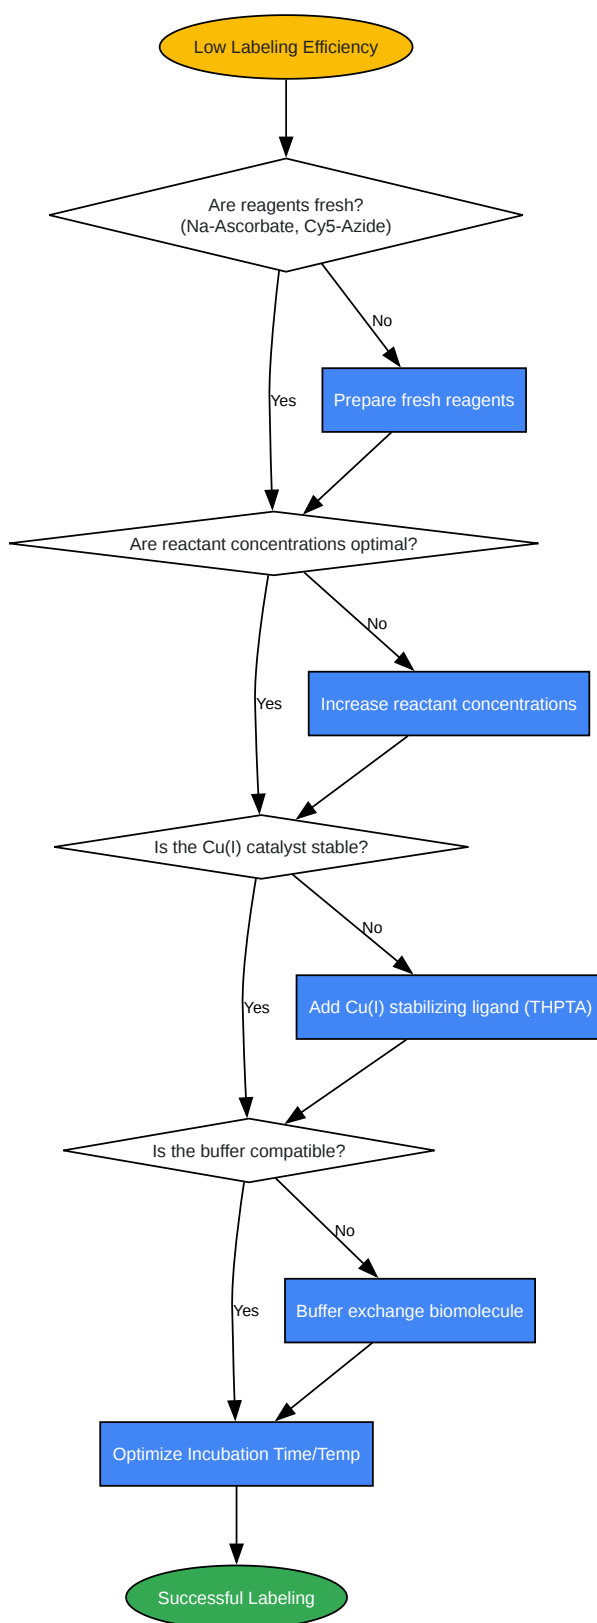 Low Labeling Efficiency
Are reagents fresh?
(Na-Ascorbate, Cy5-Azide)
No
Yes
Prepare fresh reagents
Are reactant concentrations optimal?
No
Yes
Increase reactant concentrations
Is the Cu(I) catalyst stable?
No
Yes
Add Cu(I) stabilizing ligand (THPTA)
Is the buffer compatible?
No
Yes
Buffer exchange biomolecule
Optimize Incubation Time/Temp
Successful Labeling